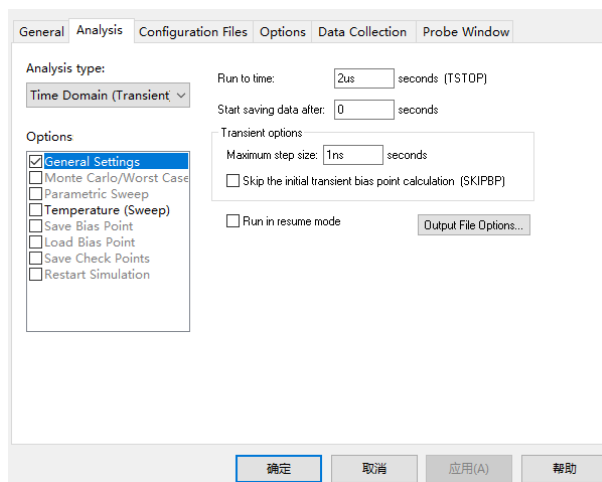 General Analysis Configuration Files Options Data Collection Probe Window
Analysis type:
Time Domain (Transient)
Options
General Settings
Monte Carlo/Worst Case
Parametric Sweep
Temperature (Sweep)
Save Bias Point
Load Bias Point
Save Check Points
Restart Simulation
Run to time: 2us seconds (TSTOP)
Start saving data after: 0 seconds
Transient options
Maximum step size: 1ns seconds
Skip the initial transient bias point calculation (SKIPBP)
Run in resume mode
Output File Options...
确定 取消 应用(A) 帮助